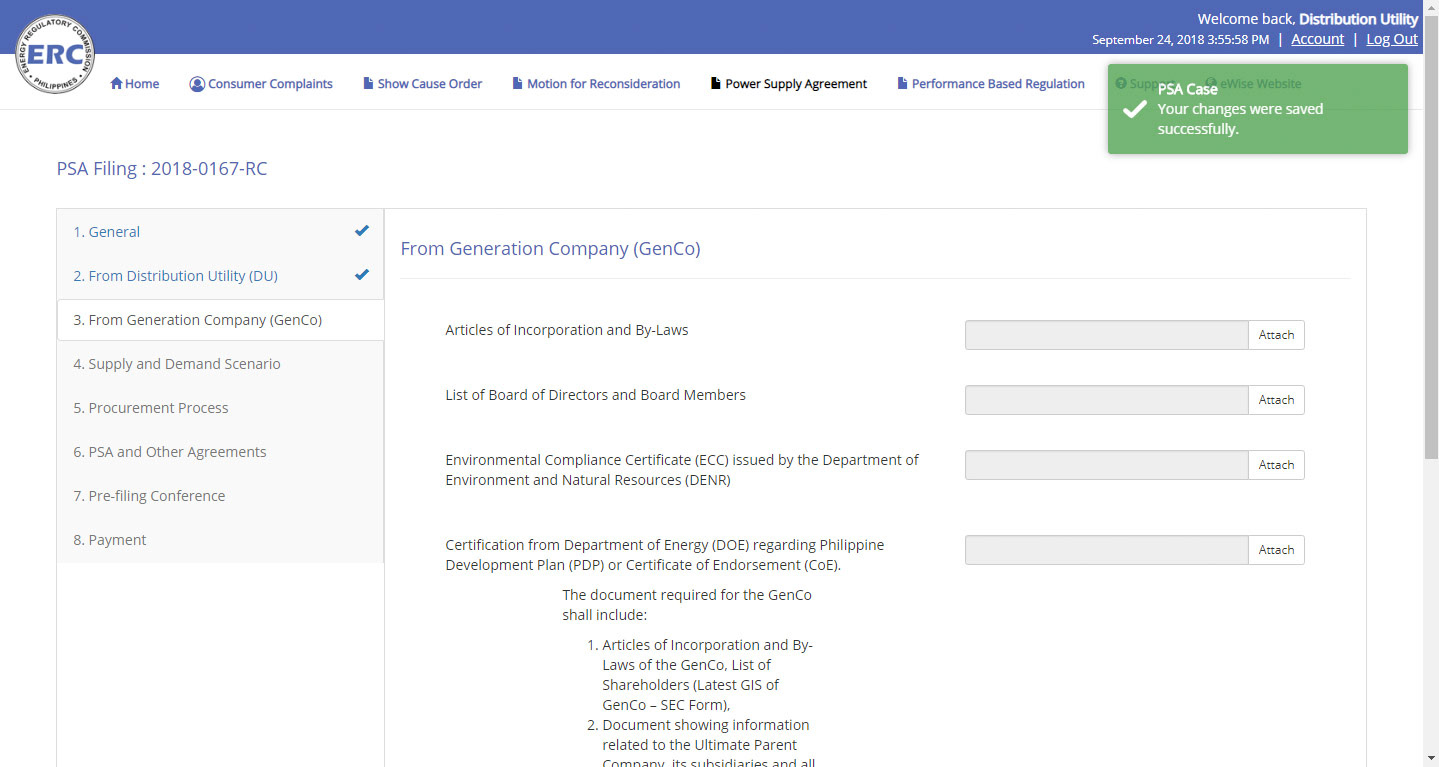 Welcome back, Distribution Utility
September 24, 2018 3:55:58 PM | Account | Log Out
ENERGY REGULATORY COMMISSION
ERC
PHILIPPINES
Home Consumer Complaints Show Cause Order Motion for Reconsideration Power Supply Agreement Performance Based Regulation Support eWise Website
PSA Case
Your changes were saved
successfully.
PSA Filing : 2018-0167-RC
1. General
2. From Distribution Utility (DU)
3. From Generation Company (GenCo)
4. Supply and Demand Scenario
5. Procurement Process
6. PSA and Other Agreements
7. Pre-filing Conference
8. Payment
From Generation Company (GenCo)
Articles of Incorporation and By-Laws Attach
List of Board of Directors and Board Members Attach
Environmental Compliance Certificate (ECC) issued by the Department of Attach
Environment and Natural Resources (DENR)
Certification from Department of Energy (DOE) regarding Philippine Attach
Development Plan (PDP) or Certificate of Endorsement (CoE).
The document required for the GenCo
shall include:
1. Articles of Incorporation and By-
Laws of the GenCo, List of
Shareholders (Latest GIS of
GenCo – SEC Form),
2. Document showing information
related to the Ultimate Parent
Company, its subsidiaries and all